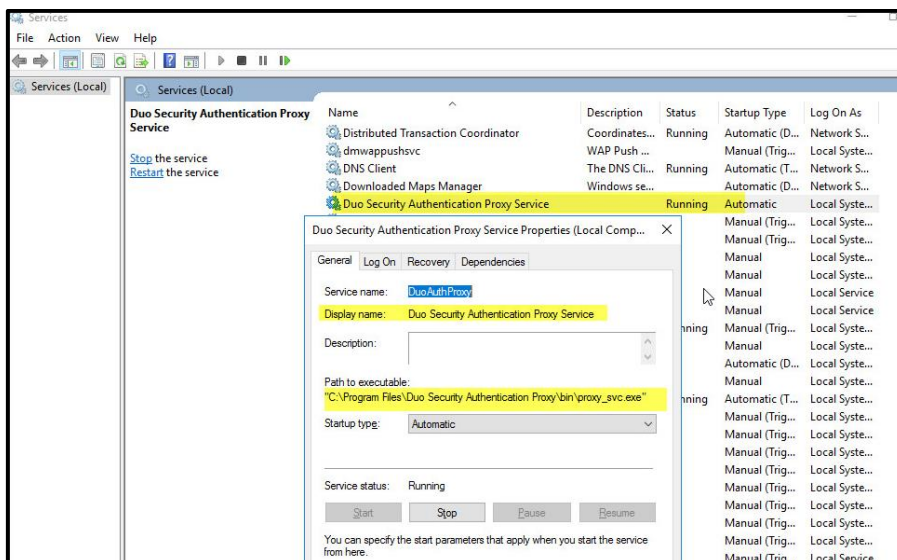 Services
File Action View Help
Services (Local)
Services (Local)
Duo Security Authentication Proxy
Service
Stop the service
Restart the service
Name Description Status Startup Type Log On As
Distributed Transaction Coordinator Coordinates... Running Automatic (D... Network S...
dmwappushsvc WAP Push ... Manual (Trig... Local Syste...
DNS Client The DNS Cli... Running Automatic (T... Network S...
Downloaded Maps Manager Windows se... Automatic (D... Network S...
Duo Security Authentication Proxy Service Running Automatic Local Syste...
Manual (Trig... Local Syste...
Manual (Trig... Local Syste...
Manual Local Syste...
Manual Local Syste...
Manual Local Service
Manual Local Service
nning Manual (Trig... Local Syste...
Manual Local Syste...
Automatic (D... Local Syste...
Manual Local Syste...
nning Automatic (T... Local Syste...
Manual (Trig... Local Syste...
Manual (Trig... Local Syste...
Manual (Trig... Local Syste...
Manual (Trig... Local Syste...
Manual (Trig... Local Syste...
Manual (Trig... Local Syste...
Manual (Trig... Local Syste...
Manual (Trig... Local Syste...
Manual (Trig... Local Service
Duo Security Authentication Proxy Service Properties (Local Comp...
General Log On Recovery Dependencies
Service name: DuoAuthProxy
Display name: Duo Security Authentication Proxy Service
Description:
Path to executable:
"C:\Program Files\Duo Security Authentication Proxy\bin\proxy_svc.exe"
Startup type: Automatic
Service status: Running
Start Stop Pause Resume
You can specify the start parameters that apply when you start the service
from here.